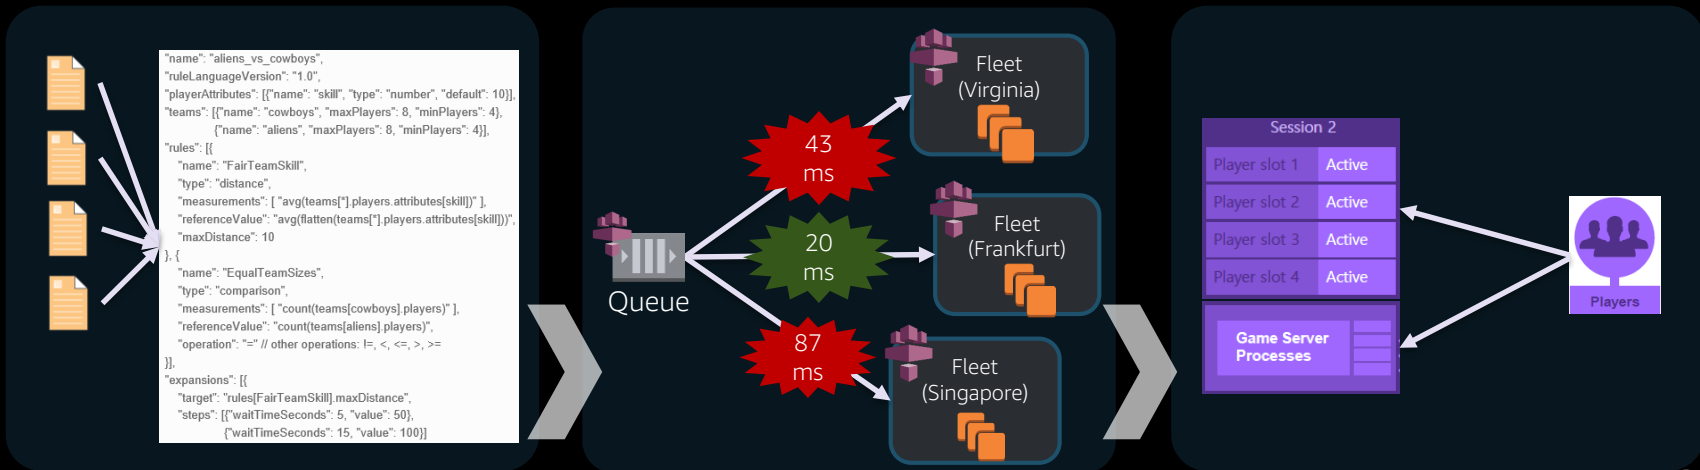 "name": "aliens_vs_cowboys",
"ruleLanguageVersion": "1.0",
"playerAttributes": [{"name": "skill", "type": "number", "default": 10}],
"teams": [{"name": "cowboys", "maxPlayers": 8, "minPlayers": 4},
{"name": "aliens", "maxPlayers": 8, "minPlayers": 4}],
"rules": [{
"name": "FairTeamSkill",
"type": "distance",
"measurements": [ "avg(teams[*].players.attributes[skill])" ],
"referenceValue": "avg(flatten(teams[*].players.attributes[skill]))",
"maxDistance": 10
}, {
"name": "EqualTeamSizes",
"type": "comparison",
"measurements": [ "count(teams[cowboys].players)" ],
"referenceValue": "count(teams[aliens].players)",
"operation": "=" // other operations: !=, <, <=, >, >=
}],
"expansions": [{
"target": "rules[FairTeamSkill].maxDistance",
"steps": [{"waitTimeSeconds": 5, "value": 50},
{"waitTimeSeconds": 15, "value": 100}]
Queue
43
ms
20
ms
87
ms
Fleet
(Virginia)
Fleet
(Frankfurt)
Fleet
(Singapore)
Session 2
Player slot 1 Active
Player slot 2 Active
Player slot 3 Active
Player slot 4 Active
Game Server
Processes
Players